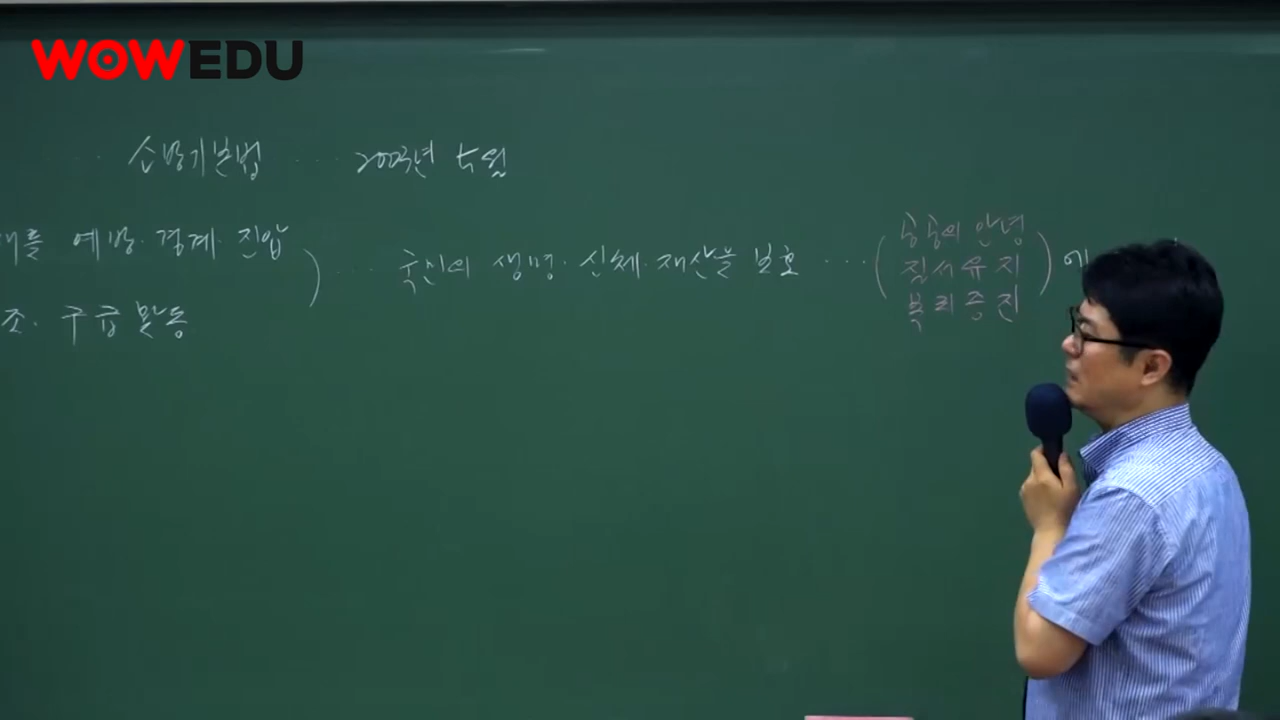 WOWEDU
소방기본법 2003년 5월
재를 예방·경계·진압
국민의 생명·신체·재산을 보호
공공의 안녕
질서유지
복리증진
에
조·구급활동